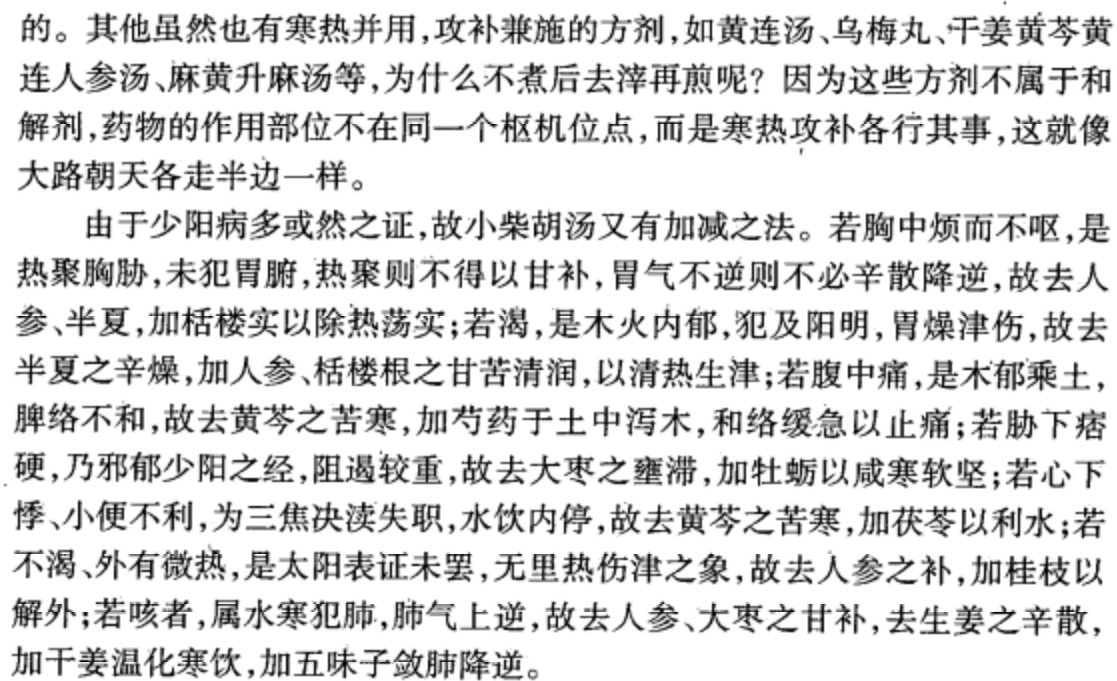 的。其他虽然也有寒热并用,攻补兼施的方剂,如黄连汤、乌梅丸、干姜黄芩黄
连人参汤、麻黄升麻汤等,为什么不煮后去滓再煎呢？因为这些方剂不属于和
解剂,药物的作用部位不在同一个枢机位点,而是寒热攻补各行其事,这就像
大路朝天各走半边一样。
由于少阳病多或然之证,故小柴胡汤又有加减之法。若胸中烦而不呕,是
热聚胸胁,未犯胃腑,热聚则不得以甘补,胃气不逆则不必辛散降逆,故去人
参、半夏,加栝楼实以除热荡实;若渴,是木火内郁,犯及阳明,胃燥津伤,故去
半夏之辛燥,加人参、栝楼根之甘苦清润,以清热生津;若腹中痛,是木郁乘土,
脾络不和,故去黄芩之苦寒,加芍药于土中泻木,和络缓急以止痛;若胁下痞
硬,乃邪郁少阳之经,阻遏较重,故去大枣之壅滞,加牡蛎以咸寒软坚;若心下
悸、小便不利,为三焦决渎失职,水饮内停,故去黄芩之苦寒,加茯苓以利水;若
不渴、外有微热,是太阳表证未罢,无里热伤津之象,故去人参之补,加桂枝以
解外;若咳者,属水寒犯肺,肺气上逆,故去人参、大枣之甘补,去生姜之辛散,
加干姜温化寒饮,加五味子敛肺降逆。